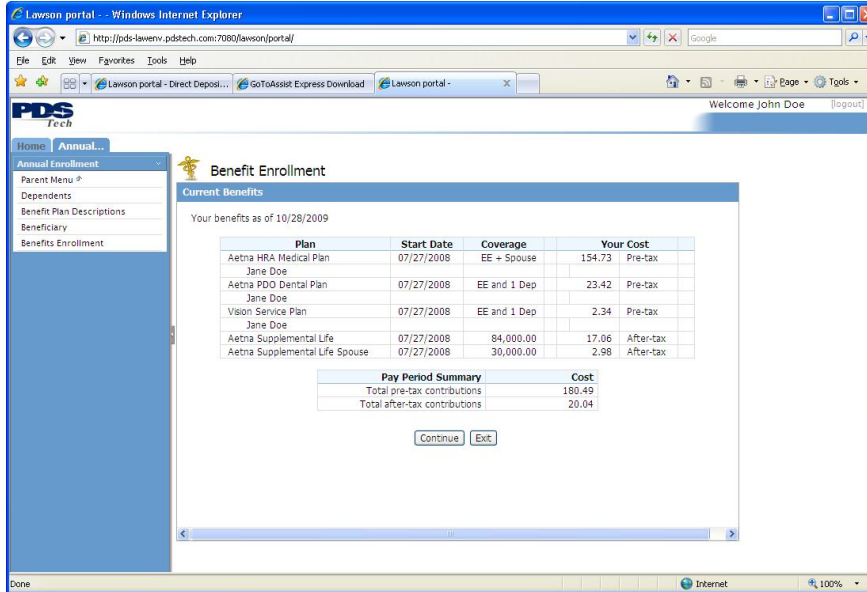 Lawson portal - - Windows Internet Explorer
http://pds-lawenv.pdstech.com:7080/lawson/portal/
Google
File Edit View Favorites Tools Help
Lawson portal - Direct Deposi... GoToAssist Express Download Lawson portal -
Page Tools
PDS
Tech
Welcome John Doe [logout]
Home Annual...
Annual Enrollment
Parent Menu
Dependents
Benefit Plan Descriptions
Beneficiary
Benefits Enrollment
Benefit Enrollment
Current Benefits
Your benefits as of 10/28/2009
Plan Start Date Coverage Your Cost
Aetna HRA Medical Plan 07/27/2008 EE + Spouse 154.73 Pre-tax
Jane Doe
Aetna PDO Dental Plan 07/27/2008 EE and 1 Dep 23.42 Pre-tax
Jane Doe
Vision Service Plan 07/27/2008 EE and 1 Dep 2.34 Pre-tax
Jane Doe
Aetna Supplemental Life 07/27/2008 84,000.00 17.06 After-tax
Aetna Supplemental Life Spouse 07/27/2008 30,000.00 2.98 After-tax
Pay Period Summary Cost
Total pre-tax contributions 180.49
Total after-tax contributions 20.04
Continue Exit
Done Internet 100%